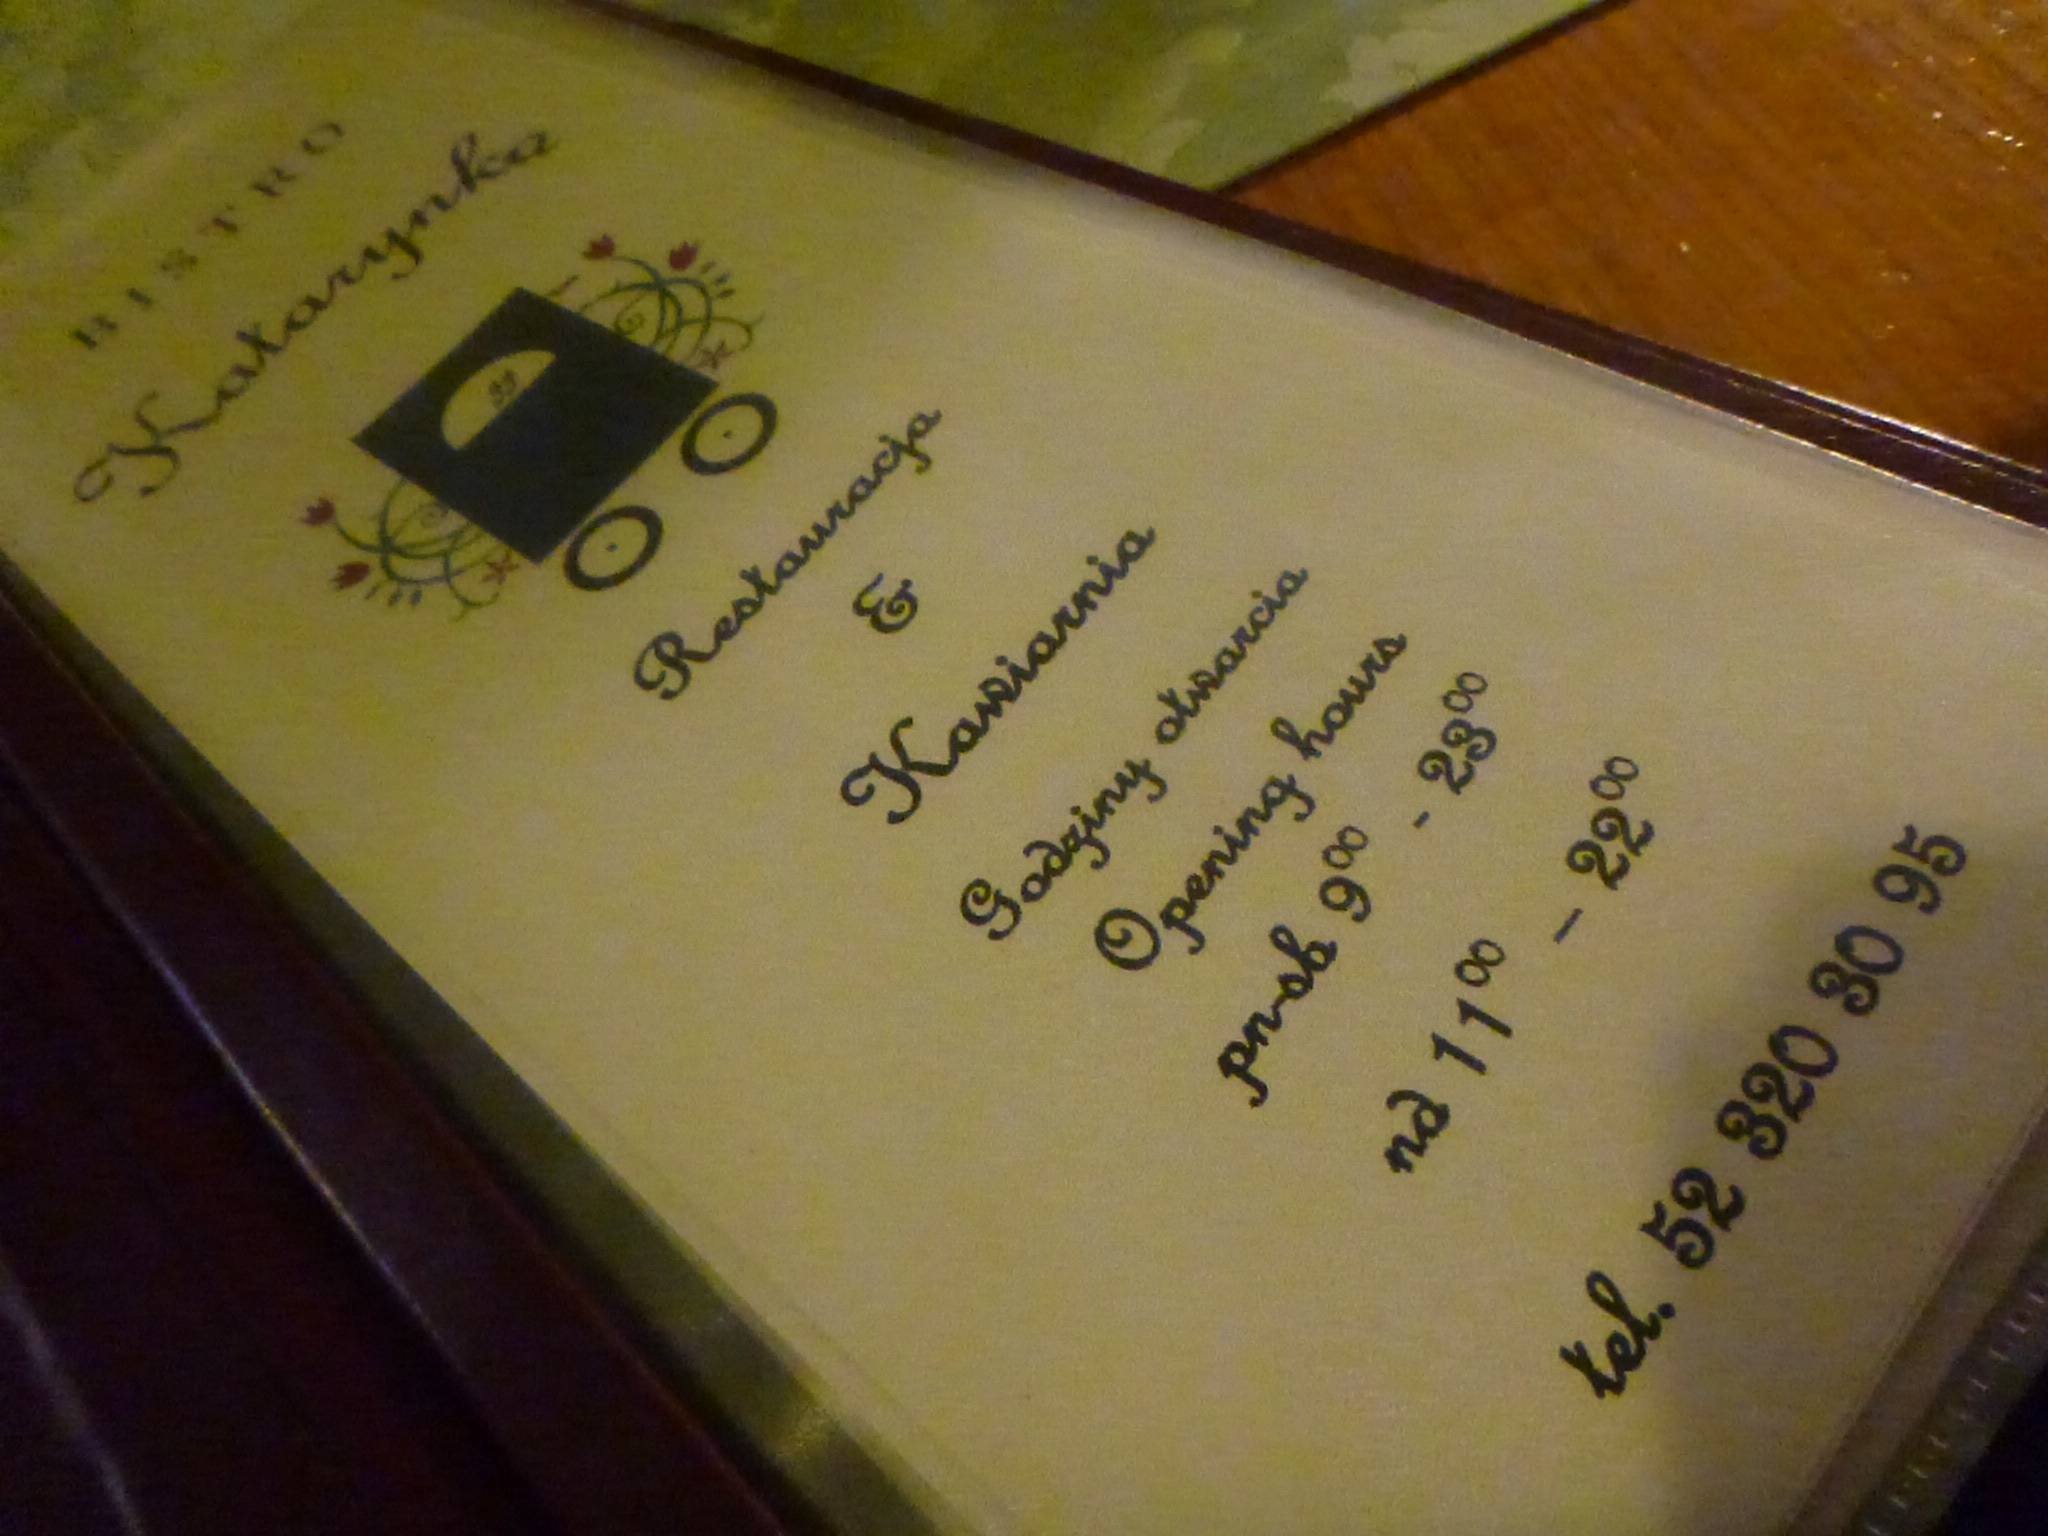 BISTRO
Katarynka
Restauracja
&
Kawiarnia
Godziny otwarcia
Opening hours
pn-sb 9⁰⁰ - 23⁰⁰
nd 11⁰⁰ - 22⁰⁰
tel. 52 320 30 95